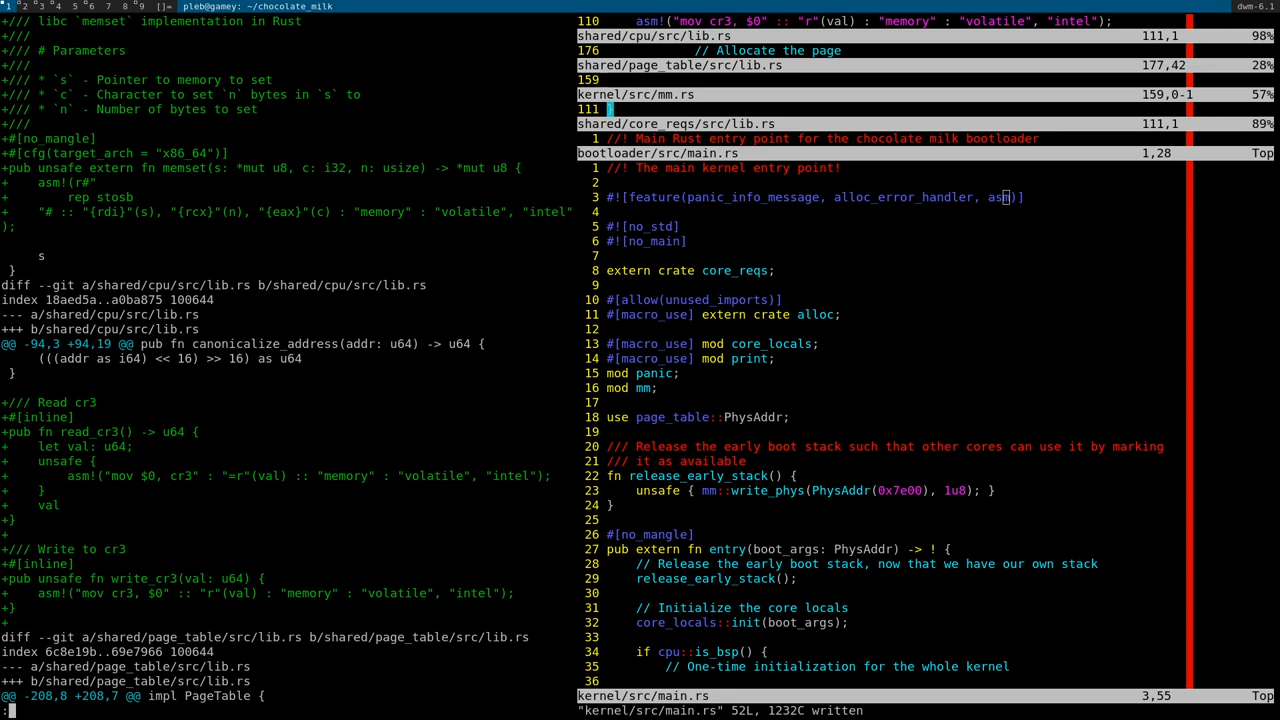 1 2 3 4 5 6 7 8 9 []= pleb@gamey: ~/chocolate_milk dwm-6.1
+/// libc `memset` implementation in Rust
+///
+/// # Parameters
+///
+/// * `s` - Pointer to memory to set
+/// * `c` - Character to set `n` bytes in `s` to
+/// * `n` - Number of bytes to set
+///
+#[no_mangle]
+#[cfg(target_arch = "x86_64")]
+pub unsafe extern fn memset(s: *mut u8, c: i32, n: usize) -> *mut u8 {
+    asm!(r#"
+        rep stosb
+    "# :: "{rdi}"(s), "{rcx}"(n), "{eax}"(c) : "memory" : "volatile", "intel"
);
     s
 }
diff --git a/shared/cpu/src/lib.rs b/shared/cpu/src/lib.rs
index 18aed5a..a0ba875 100644
--- a/shared/cpu/src/lib.rs
+++ b/shared/cpu/src/lib.rs
@@ -94,3 +94,19 @@ pub fn canonicalize_address(addr: u64) -> u64 {
     (((addr as i64) << 16) >> 16) as u64
 }
+/// Read cr3
+#[inline]
+pub fn read_cr3() -> u64 {
+    let val: u64;
+    unsafe {
+        asm!("mov $0, cr3" : "=r"(val) :: "memory" : "volatile", "intel");
+    }
+    val
+}
+
+/// Write to cr3
+#[inline]
+pub unsafe fn write_cr3(val: u64) {
+    asm!("mov cr3, $0" :: "r"(val) : "memory" : "volatile", "intel");
+}
+
diff --git a/shared/page_table/src/lib.rs b/shared/page_table/src/lib.rs
index 6c8e19b..69e7966 100644
--- a/shared/page_table/src/lib.rs
+++ b/shared/page_table/src/lib.rs
@@ -208,8 +208,7 @@ impl PageTable {
:
110     asm!("mov cr3, $0" :: "r"(val) : "memory" : "volatile", "intel");
shared/cpu/src/lib.rs 111,1 98%
176             // Allocate the page
shared/page_table/src/lib.rs 177,42 28%
159
kernel/src/mm.rs 159,0-1 57%
111 }
shared/core_reqs/src/lib.rs 111,1 89%
1 //! Main Rust entry point for the chocolate milk bootloader
bootloader/src/main.rs 1,28 Top
1 //! The main kernel entry point!
2
3 #![feature(panic_info_message, alloc_error_handler, asm)]
4
5 #![no_std]
6 #![no_main]
7
8 extern crate core_reqs;
9
10 #[allow(unused_imports)]
11 #[macro_use] extern crate alloc;
12
13 #[macro_use] mod core_locals;
14 #[macro_use] mod print;
15 mod panic;
16 mod mm;
17
18 use page_table::PhysAddr;
19
20 /// Release the early boot stack such that other cores can use it by marking
21 /// it as available
22 fn release_early_stack() {
23     unsafe { mm::write_phys(PhysAddr(0x7e00), 1u8); }
24 }
25
26 #[no_mangle]
27 pub extern fn entry(boot_args: PhysAddr) -> ! {
28     // Release the early boot stack, now that we have our own stack
29     release_early_stack();
30
31     // Initialize the core locals
32     core_locals::init(boot_args);
33
34     if cpu::is_bsp() {
35         // One-time initialization for the whole kernel
36
kernel/src/main.rs 3,55 Top
"kernel/src/main.rs" 52L, 1232C written